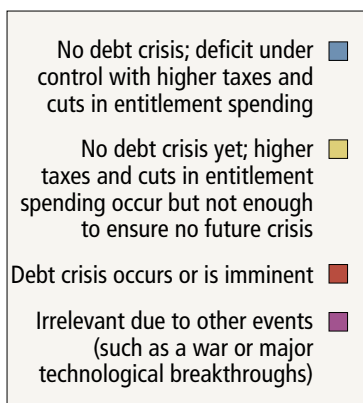 No debt crisis; deficit under
control with higher taxes and
cuts in entitlement spending
No debt crisis yet; higher
taxes and cuts in entitlement
spending occur but not enough
to ensure no future crisis
Debt crisis occurs or is imminent
Irrelevant due to other events
(such as a war or major
technological breakthroughs)